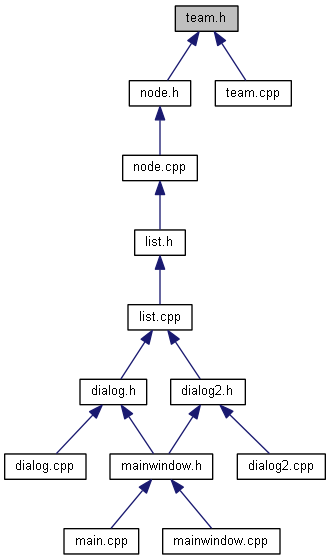 team.h
node.h
team.cpp
node.cpp
list.h
list.cpp
dialog.h
dialog2.h
dialog.cpp
mainwindow.h
dialog2.cpp
main.cpp
mainwindow.cpp